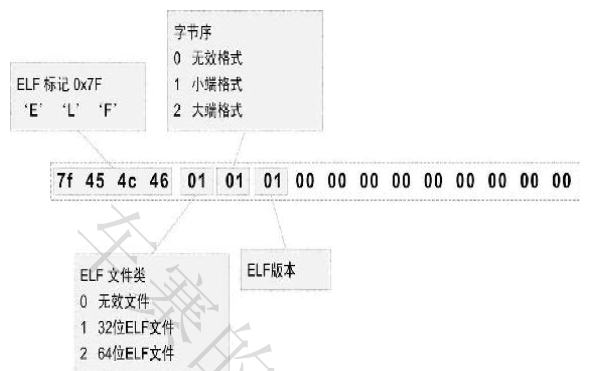 字节序
0 无效格式
1 小端格式
2 大端格式
ELF 标记 0x7F
‘E’ ‘L’ ‘F’
7f 45 4c 46 01 01 01 00 00 00 00 00 00 00 00 00
ELF 文件类
0 无效文件
1 32位ELF文件
2 64位ELF文件
ELF版本
车寨的